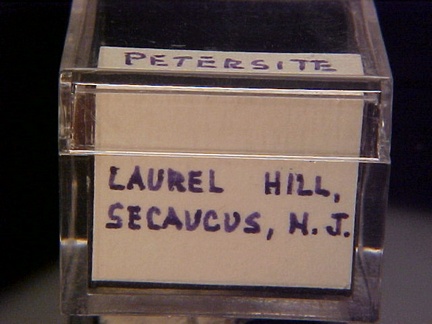 PETERSITE
LAUREL HILL,
SECAUCUS, N.J.